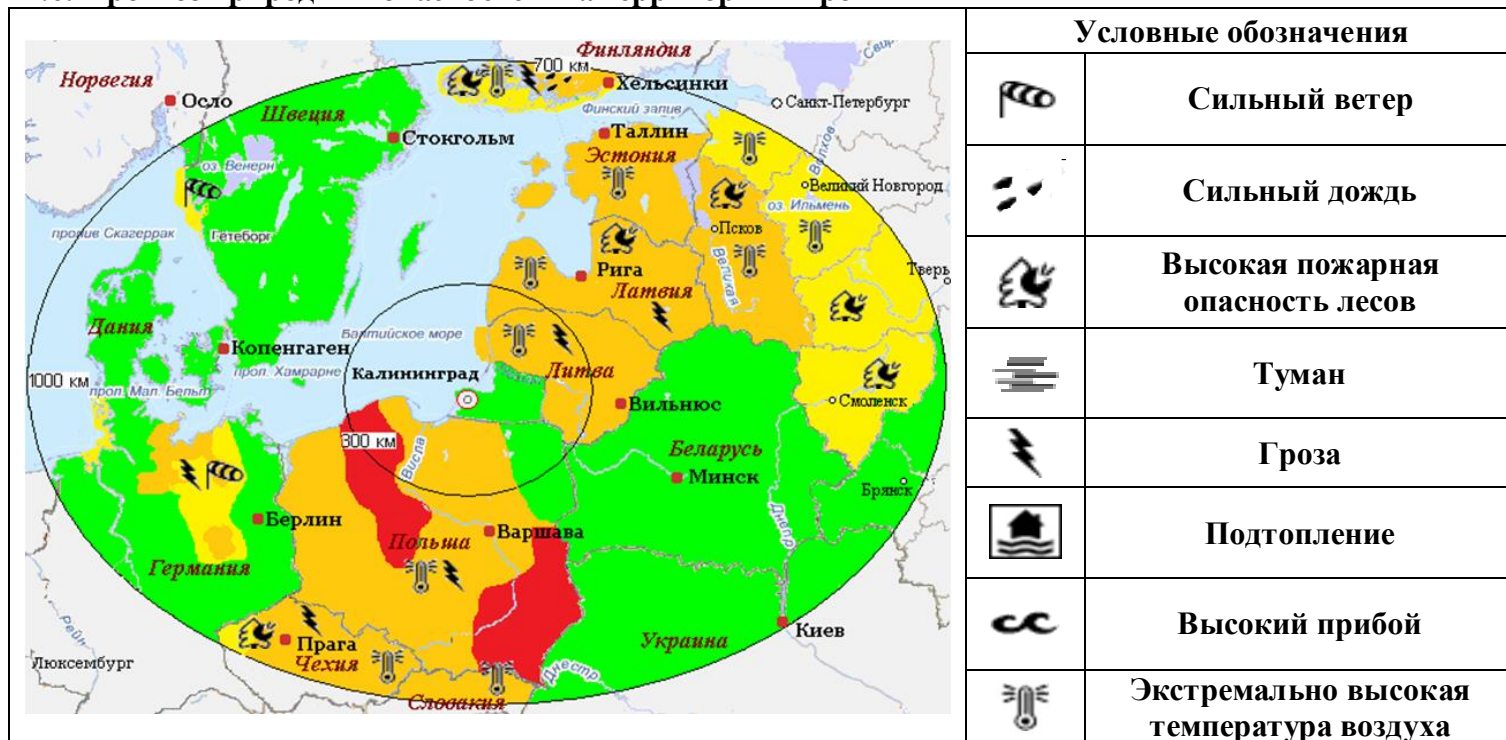 Условные обозначения
Сильный ветер
Сильный дождь
Высокая пожарная
опасность лесов
Туман
Гроза
Подтопление
Высокий прибой
Экстремально высокая
температура воздуха
Финляндия
Норвегия
700 км
Хельсинки
Осло
Санкт-Петербург
Швеция
Финский залив
Стокгольм
Таллин
Волхов
Эстония
оз. Венерн
Великий Новгород
оз. Ильмень
Псков
пролив Скагеррак
Гетеборг
Рига
Великая
Тверь
Латвия
Дания
Балтийское море
Копенгаген
Литва
1000 км
прол. Хамрарне
Калининград
прол. Мал. Бельт
Смоленск
Вильнюс
300 км
Висла
Беларусь
Минск
Брянск
Берлин
Днепр
Варшава
Польша
Германия
Рейн
Киев
Украина
Прага
Чехия
Люксембург
Днестр
Словакия